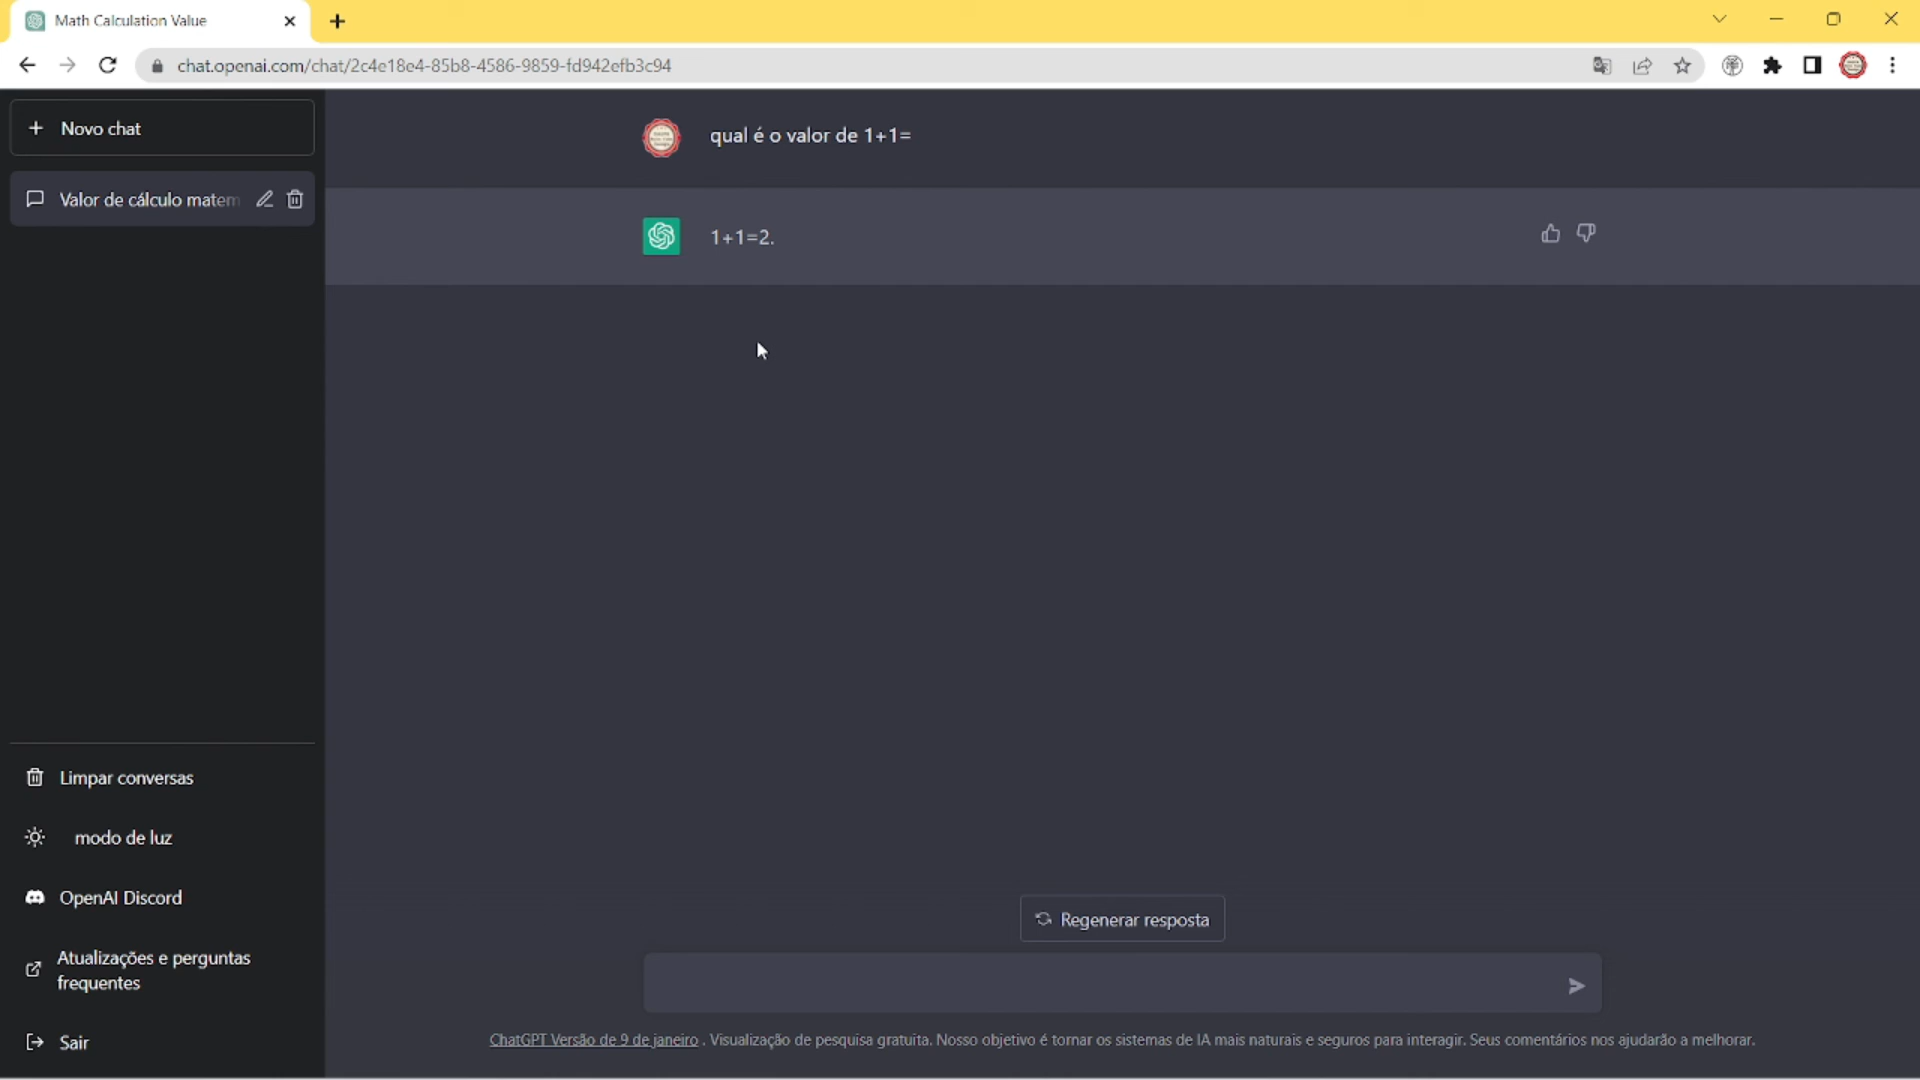 Math Calculation Value
chat.openai.com/chat/2c4e18e4-85b8-4586-9859-fd942efb3c94
Novo chat
Valor de cálculo matem
Limpar conversas
modo de luz
OpenAI Discord
Atualizações e perguntas
frequentes
Sair
qual é o valor de 1+1=
1+1=2.
Regenerar resposta
ChatGPT Versão de 9 de janeiro . Visualização de pesquisa gratuita. Nosso objetivo é tornar os sistemas de IA mais naturais e seguros para interagir. Seus comentários nos ajudarão a melhorar.